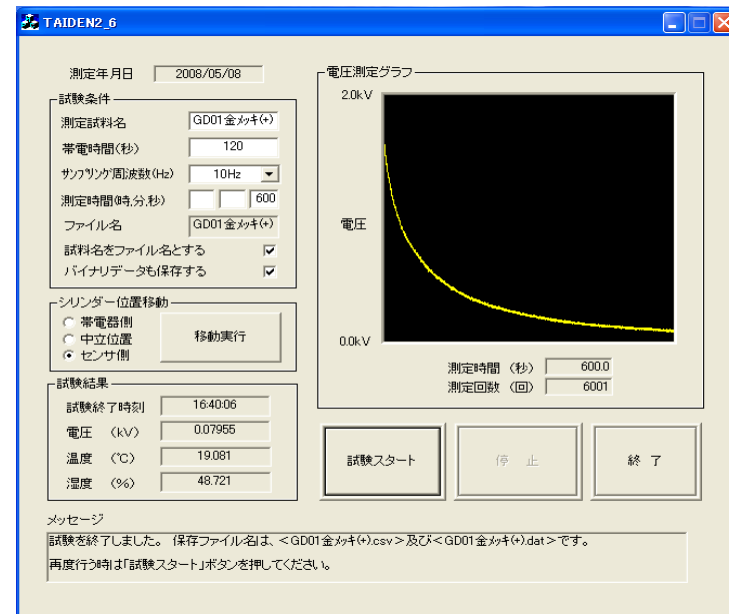 TAIDEN2_6
測定年月日 2008/05/08
試験条件
測定試料名 GD01金メッキ(+)
帯電時間(秒) 120
サンプリング周波数(Hz) 10Hz
測定時間(時,分,秒) 600
ファイル名 GD01金メッキ(+)
試料名をファイル名とする
バイナリデータも保存する
シリンダー位置移動
帯電器側
中立位置
センサ側
移動実行
試験結果
試験終了時刻 16:40:06
電圧 (kV) 0.07955
温度 (℃) 19.081
湿度 (%) 48.721
電圧測定グラフ
2.0kV
電圧
0.0kV
測定時間 (秒) 600.0
測定回数 (回) 6001
試験スタート
停 止
終 了
メッセージ
試験を終了しました。 保存ファイル名は、<GD01金メッキ(+).csv>及び<GD01金メッキ(+).dat>です。
再度行う時は「試験スタート」ボタンを押してください。